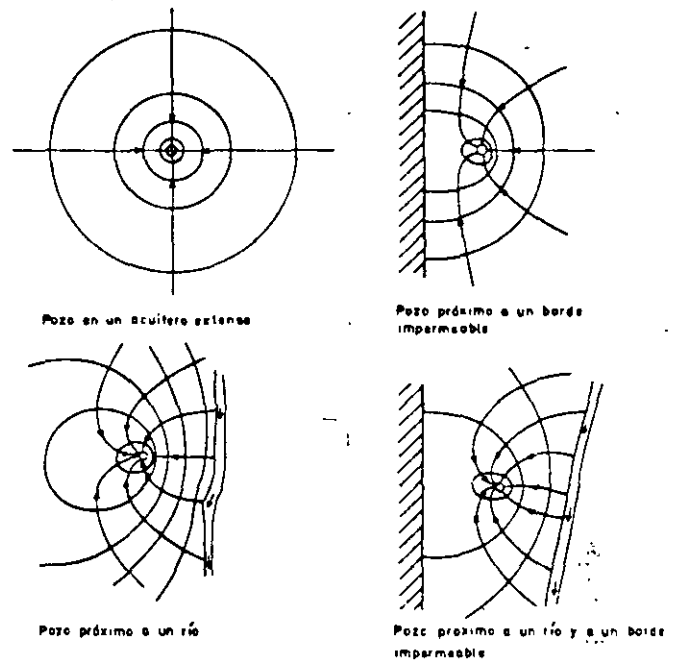 Pozo en un acuífero extenso
Pozo próximo a un borde
impermeable
Pozo próximo a un río
Pozo proximo a un río y a un borde
impermeable